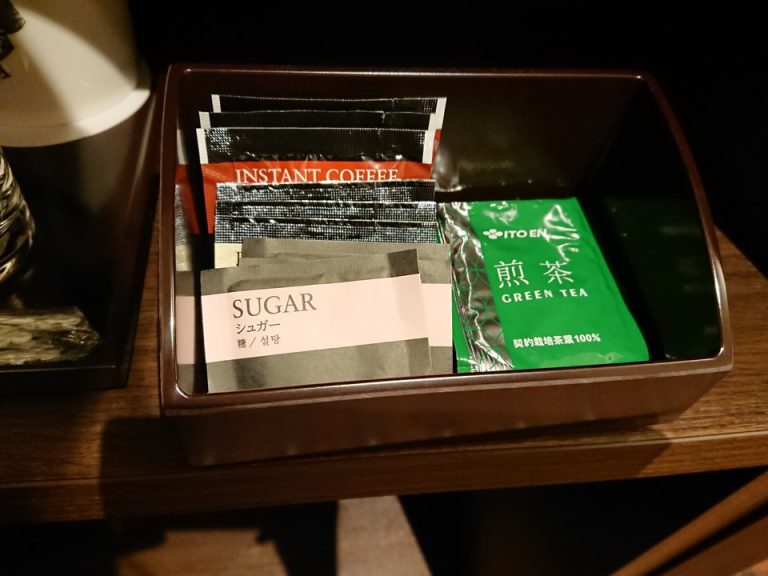 INSTANT COFFEE
SUGAR
シュガー
糖 / 설탕
ITO EN
煎茶
GREEN TEA
契約栽培茶葉100%